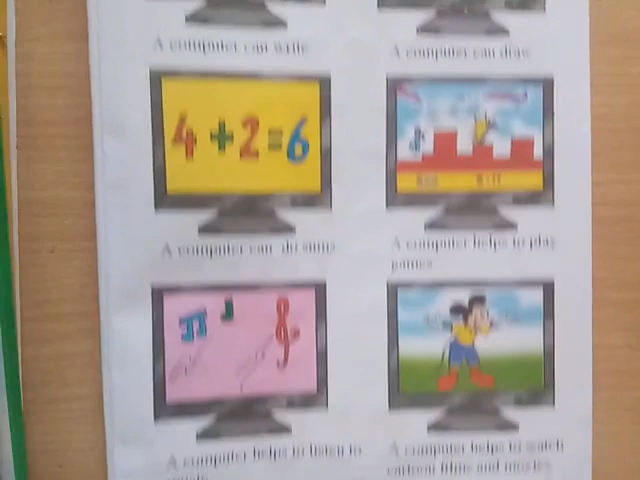 A computer can write
A computer can draw
4 + 2 = 6
A computer can do sums
A computer helps to play
games
A computer helps to listen to
music
A computer helps to watch
cartoon films and movies